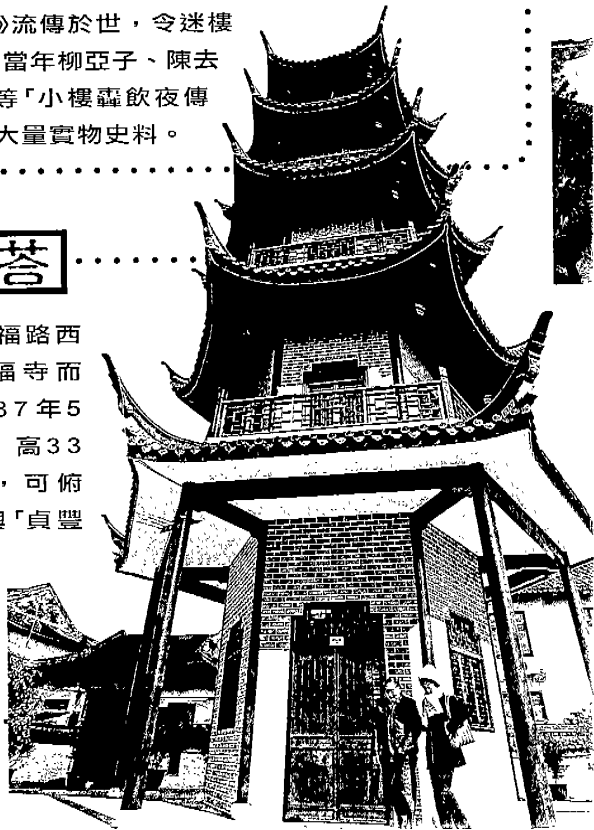 》流傳於世,令迷樓
當年柳亞子、陳去
等「小樓轟飲夜傳
大量實物史料。
塔
福路西
福寺而
87年5
高33
,可俯
與「貞豐